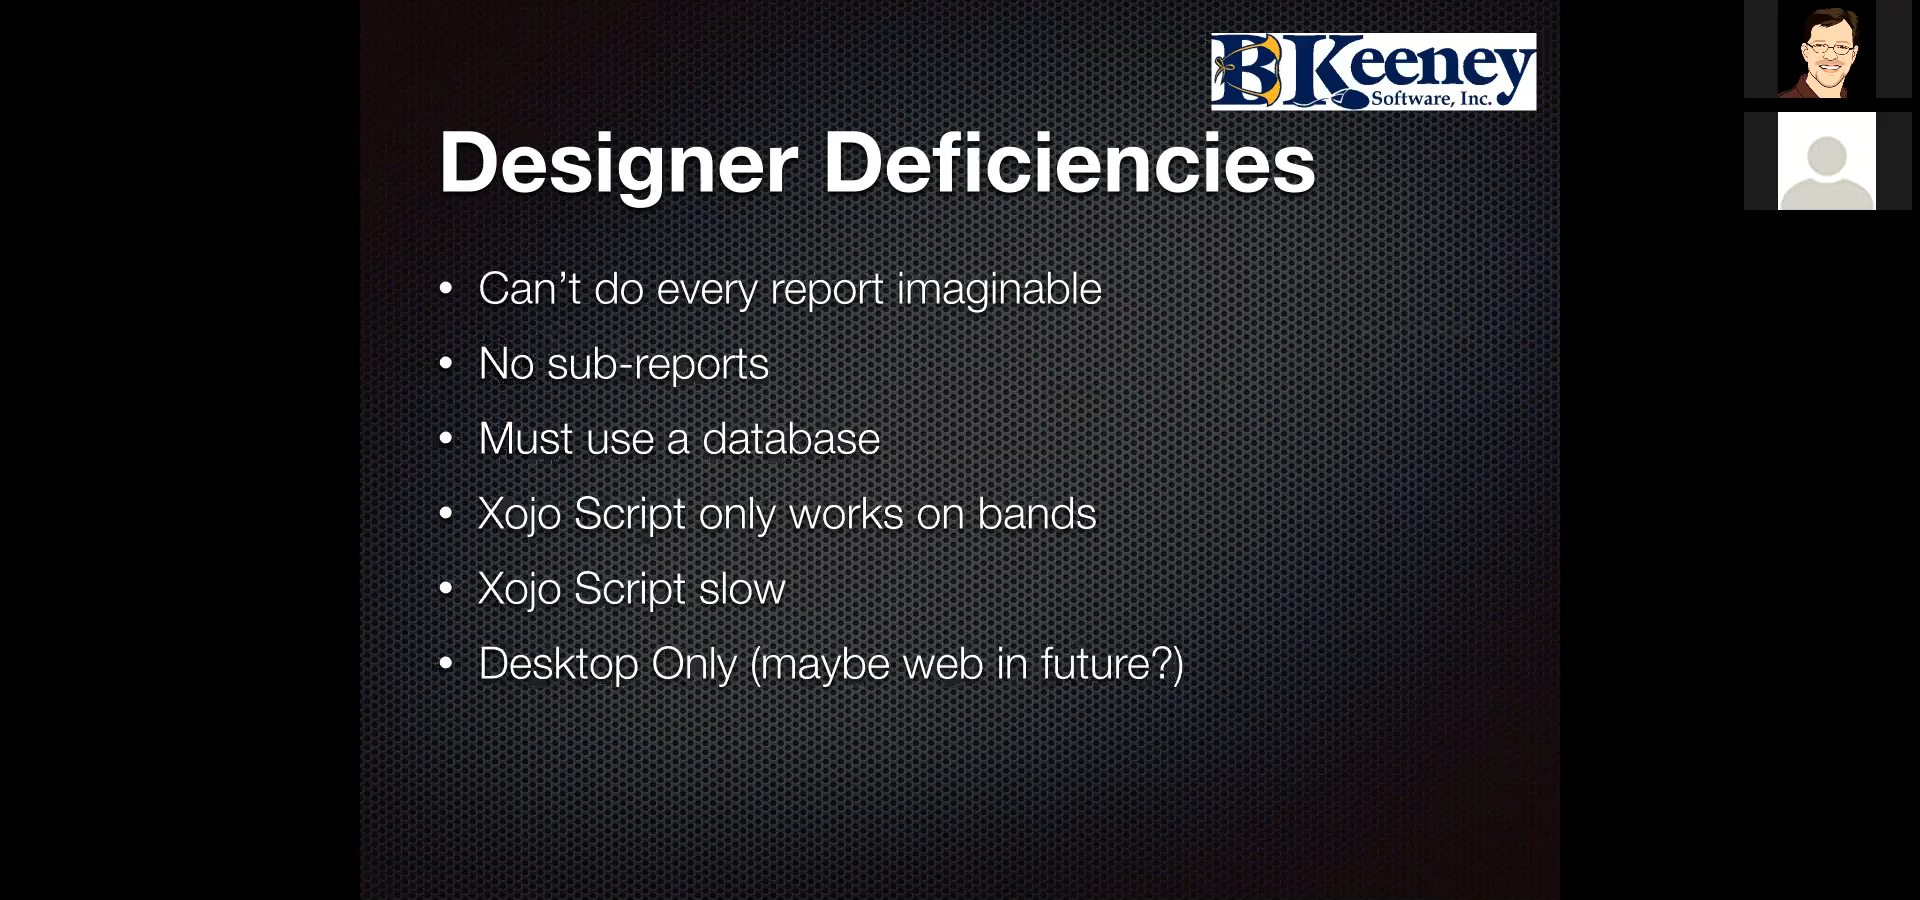 BKeeney
Software, Inc.
Designer Deficiencies
• Can’t do every report imaginable
• No sub-reports
• Must use a database
• Xojo Script only works on bands
• Xojo Script slow
• Desktop Only (maybe web in future?)